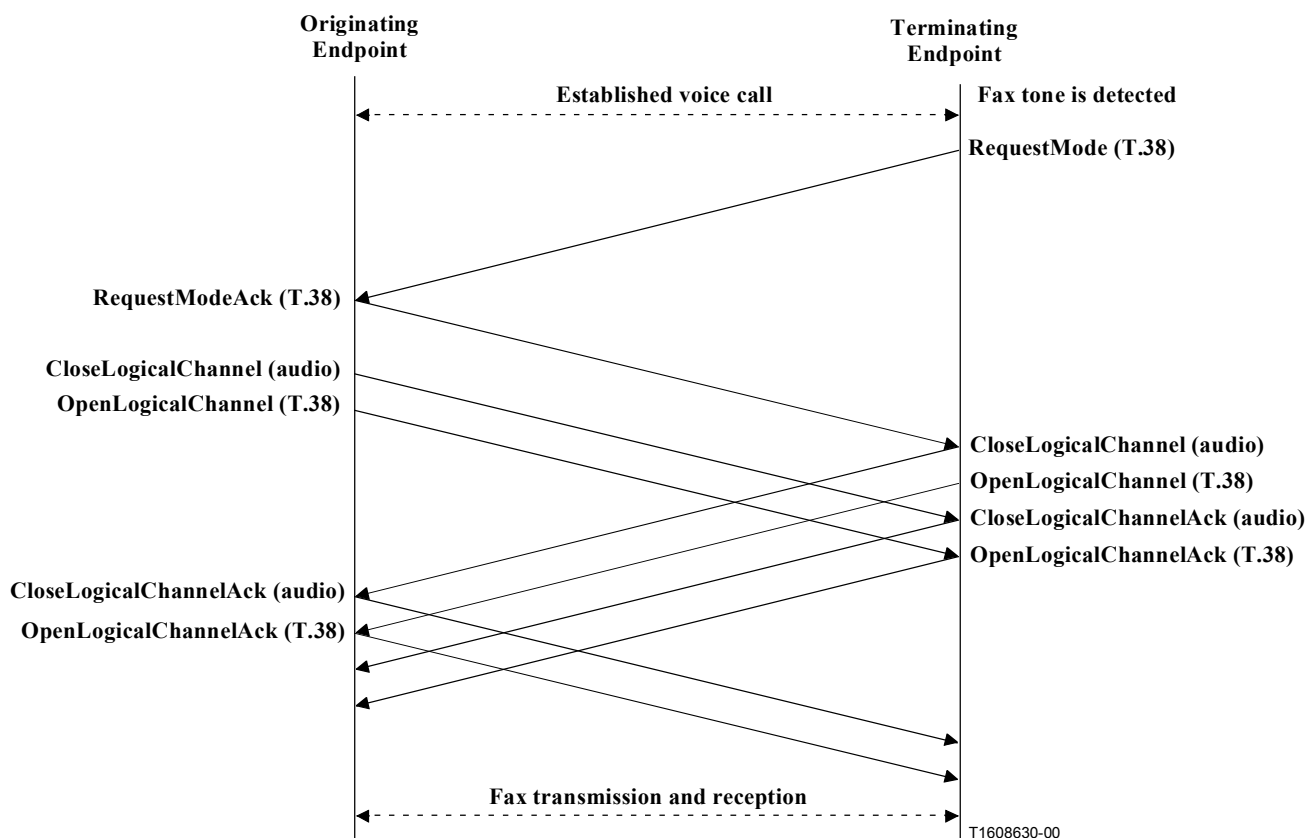 Originating
Endpoint
Terminating
Endpoint
Established voice call
Fax tone is detected
RequestMode (T.38)
RequestModeAck (T.38)
CloseLogicalChannel (audio)
OpenLogicalChannel (T.38)
CloseLogicalChannel (audio)
OpenLogicalChannel (T.38)
CloseLogicalChannelAck (audio)
OpenLogicalChannelAck (T.38)
CloseLogicalChannelAck (audio)
OpenLogicalChannelAck (T.38)
Fax transmission and reception
T1608630-00